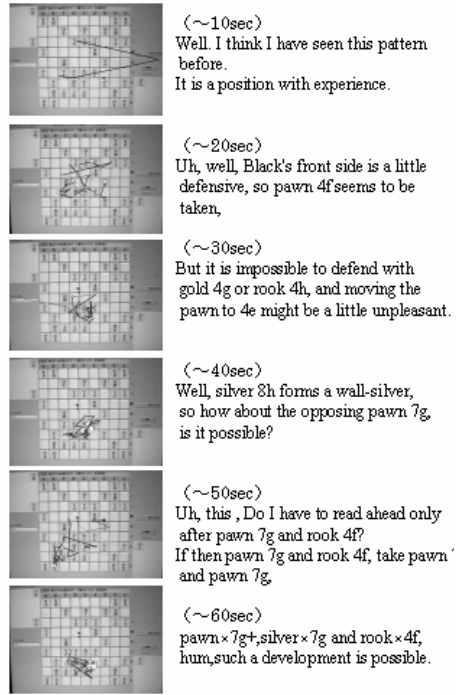 (～10sec)
Well. I think I have seen this pattern
before.
It is a position with experience.
(～20sec)
Uh, well, Black's front side is a little
defensive, so pawn 4f seems to be
taken,
(～30sec)
But it is impossible to defend with
gold 4g or rook 4h, and moving the
pawn to 4e might be a little unpleasant.
(～40sec)
Well, silver 8h forms a wall-silver,
so how about the opposing pawn 7g,
is it possible?
(～50sec)
Uh, this , Do I have to read ahead only
after pawn 7g and rook 4f?
If then pawn 7g and rook 4f, take pawn
and pawn 7g,
(～60sec)
pawn×7g+,silver×7g and rook×4f,
hum,such a development is possible.